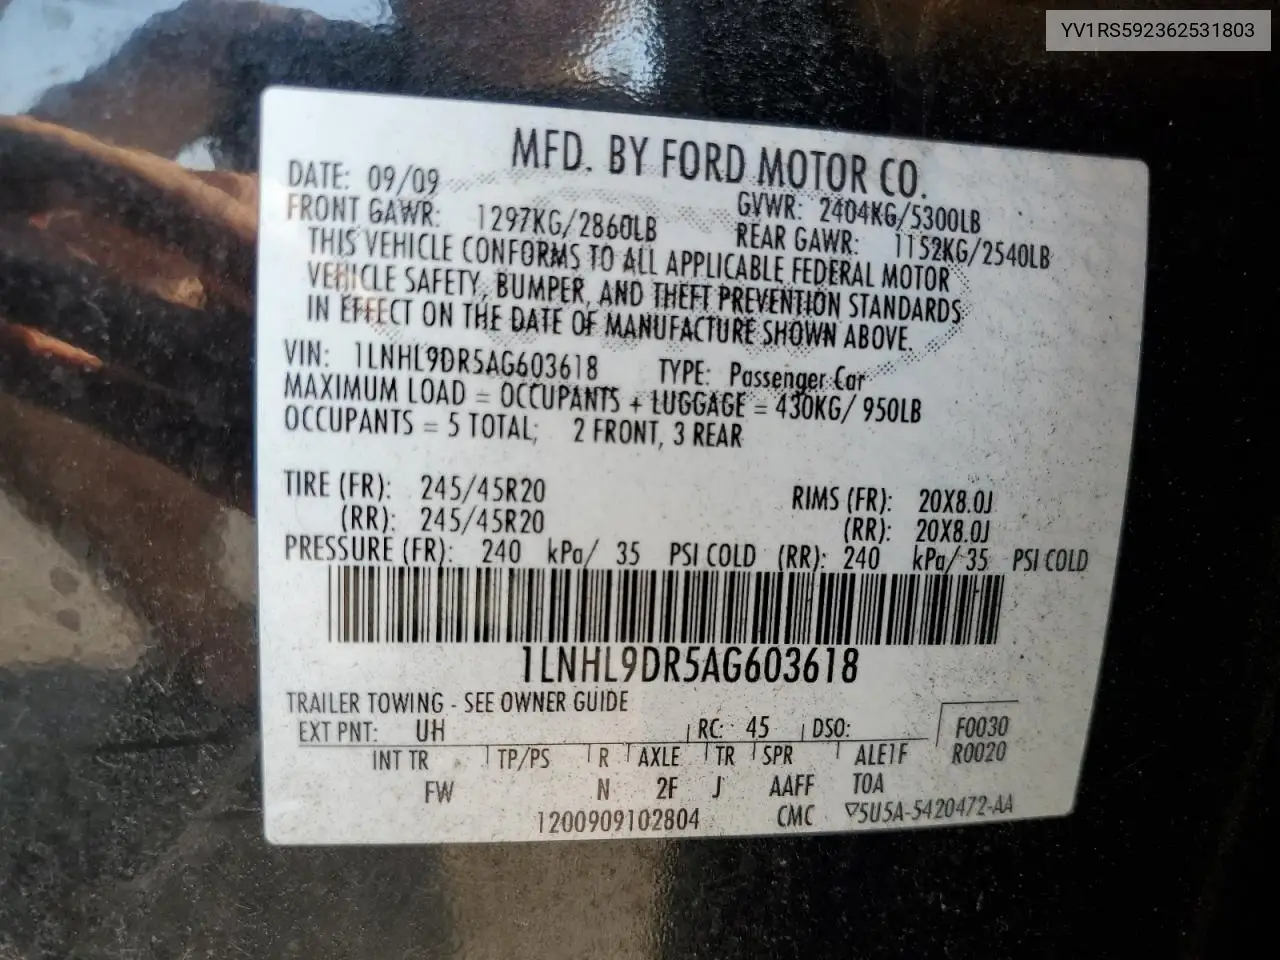 YV1RS592362531803
MFD. BY FORD MOTOR CO.
DATE: 09/09 GVWR: 2404KG/5300LB
FRONT GAWR: 1297KG/2860LB REAR GAWR: 1152KG/2540LB
THIS VEHICLE CONFORMS TO ALL APPLICABLE FEDERAL MOTOR
VEHICLE SAFETY, BUMPER, AND THEFT PREVENTION STANDARDS
IN EFFECT ON THE DATE OF MANUFACTURE SHOWN ABOVE.
VIN: 1LNHL9DR5AG603618 TYPE: Passenger Car
MAXIMUM LOAD = OCCUPANTS + LUGGAGE = 430KG/ 950LB
OCCUPANTS = 5 TOTAL; 2 FRONT, 3 REAR
TIRE (FR): 245/45R20 RIMS (FR): 20X8.0J
(RR): 245/45R20 (RR): 20X8.0J
PRESSURE (FR): 240 kPa/ 35 PSI COLD (RR): 240 kPa/ 35 PSI COLD
1LNHL9DR5AG603618
TRAILER TOWING - SEE OWNER GUIDE
EXT PNT: UH RC: 45 DSO: F0030
INT TR TP/PS R AXLE TR SPR ALE1F R0020
FW N 2F J AAFF TOA
1200909102804 CMC ▽5U5A-5420472-AA